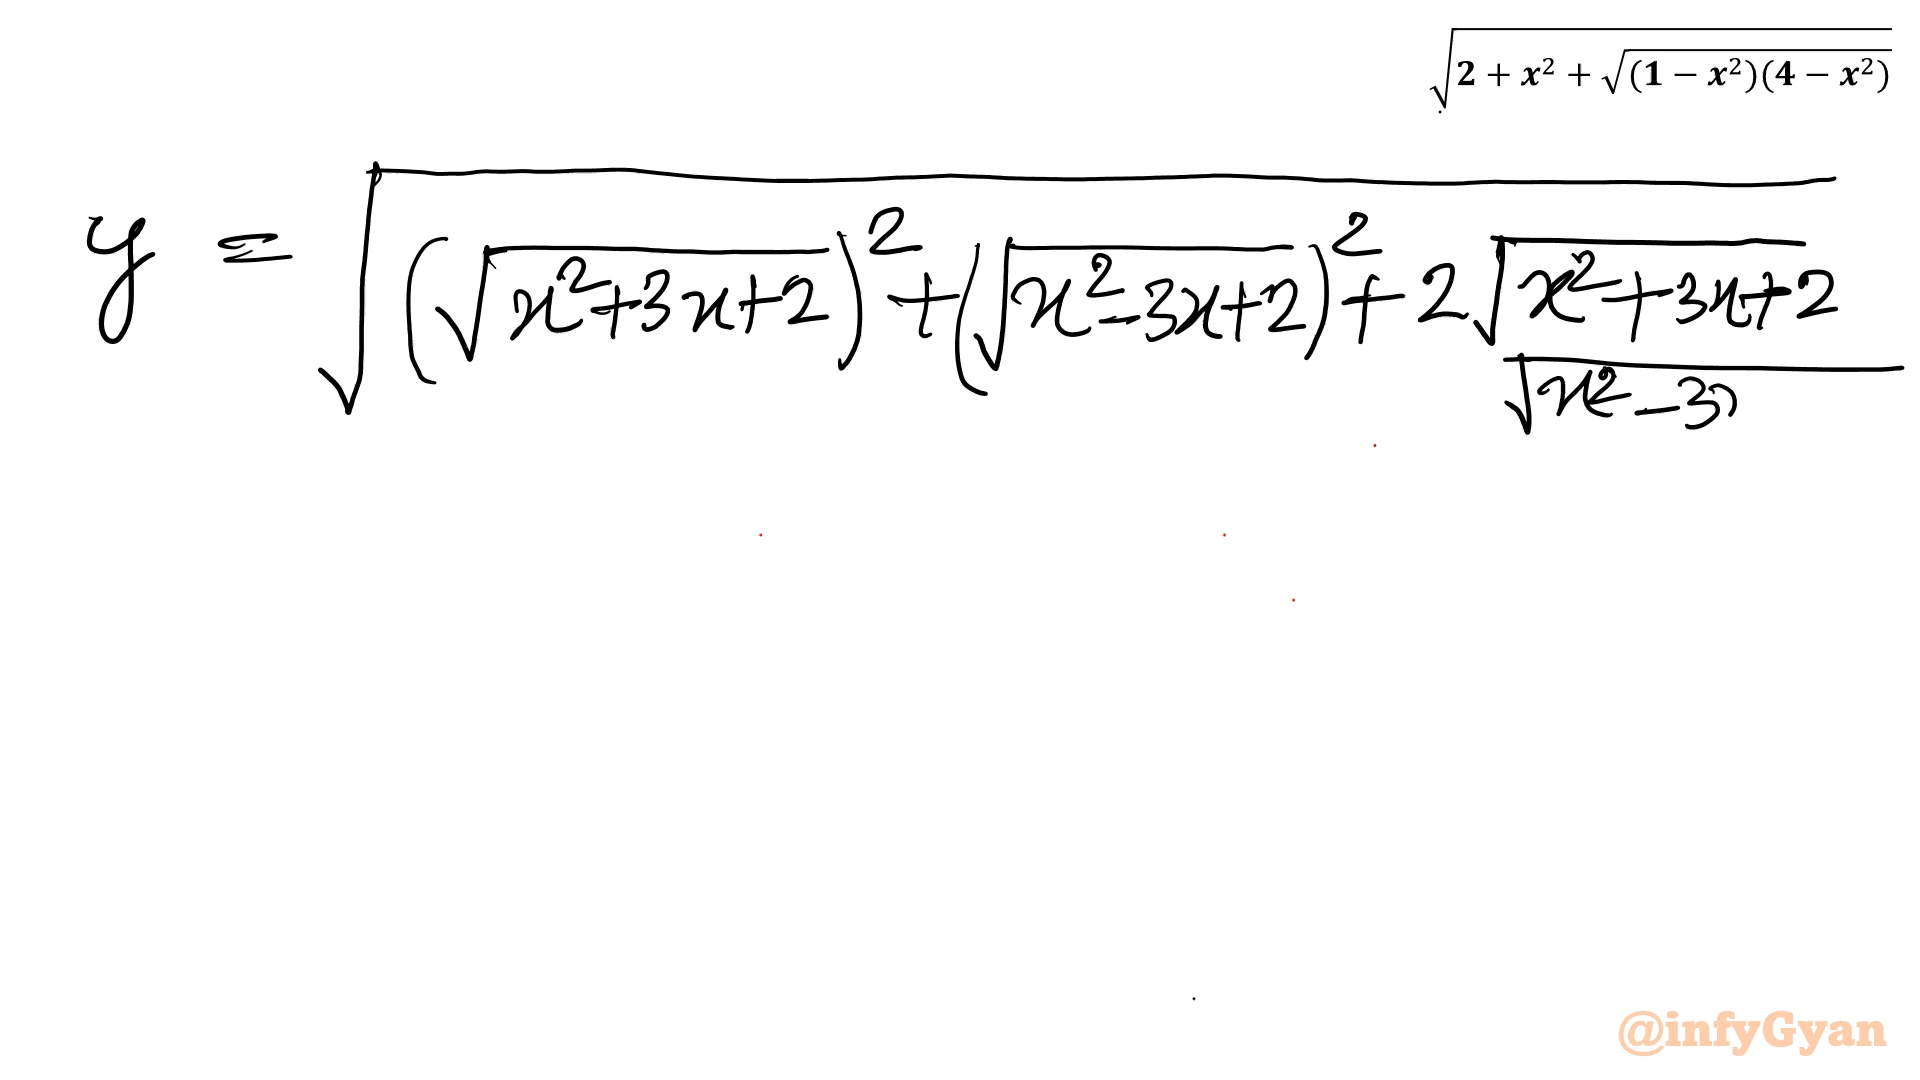 √(2 + x² + √((1 − x²)(4 − x²)))
y = √((√(x²+3x+2))² + (√(x²−3x+2))² + 2√(x²+3x+2)
√(x²−3
@infyGyan